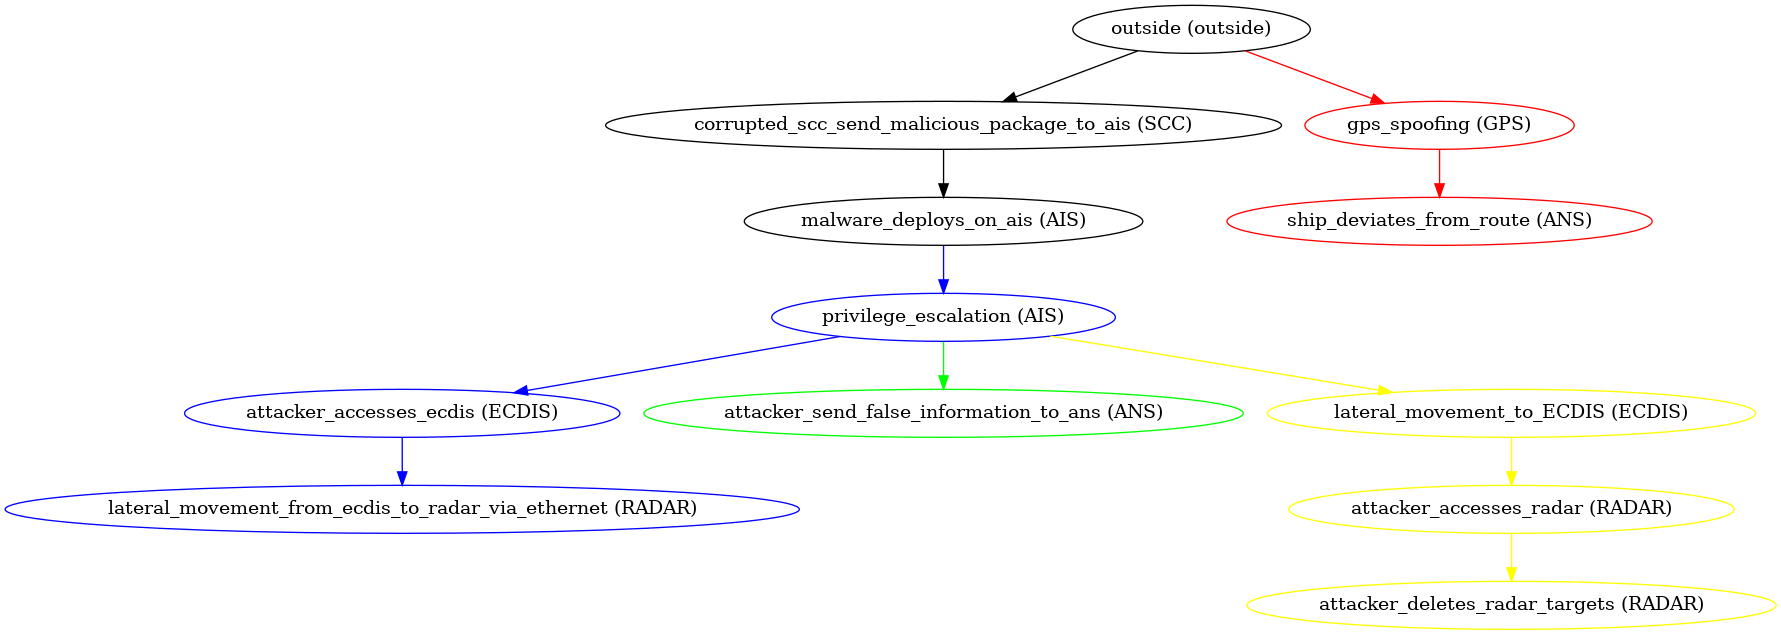 outside (outside)
corrupted_scc_send_malicious_package_to_ais (SCC)
gps_spoofing (GPS)
malware_deploys_on_ais (AIS)
ship_deviates_from_route (ANS)
privilege_escalation (AIS)
attacker_accesses_ecdis (ECDIS)
attacker_send_false_information_to_ans (ANS)
lateral_movement_to_ECDIS (ECDIS)
lateral_movement_from_ecdis_to_radar_via_ethernet (RADAR)
attacker_accesses_radar (RADAR)
attacker_deletes_radar_targets (RADAR)